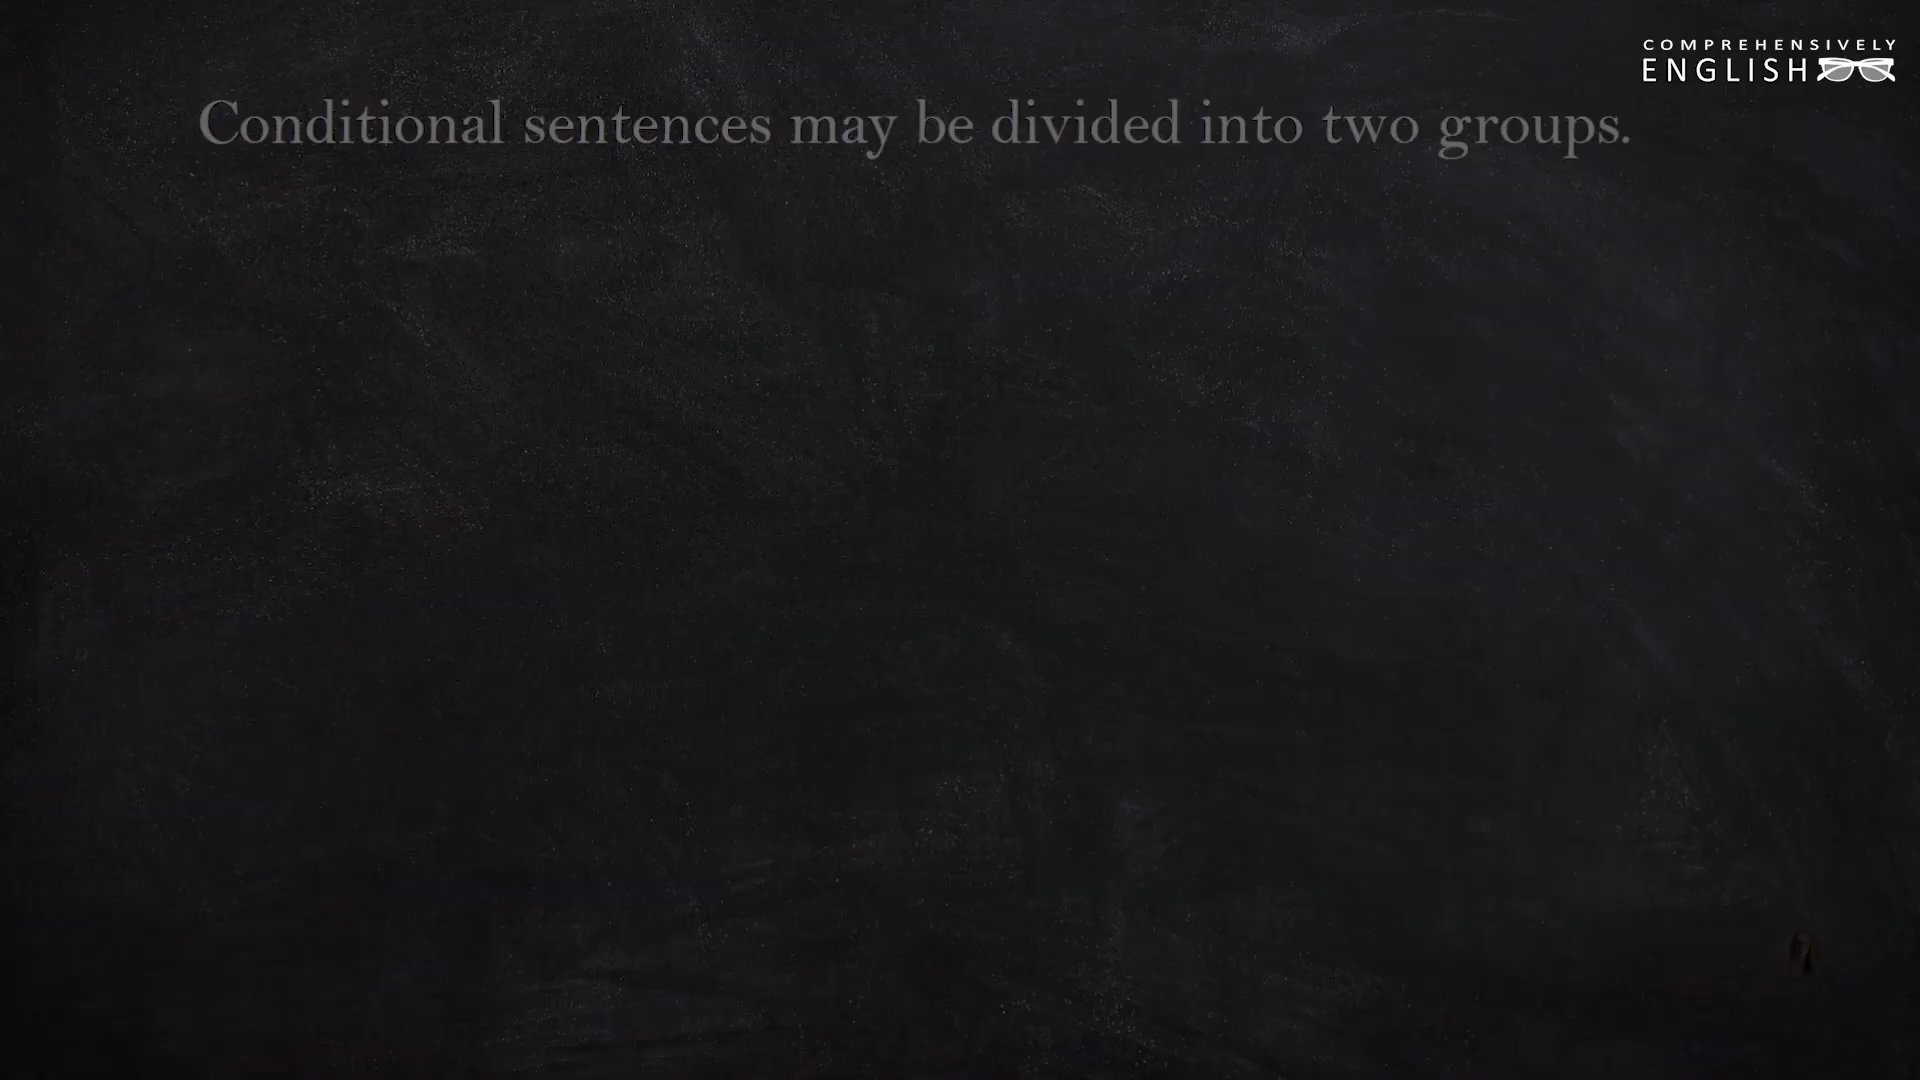 COMPREHENSIVELY
ENGLISH
Conditional sentences may be divided into two groups.